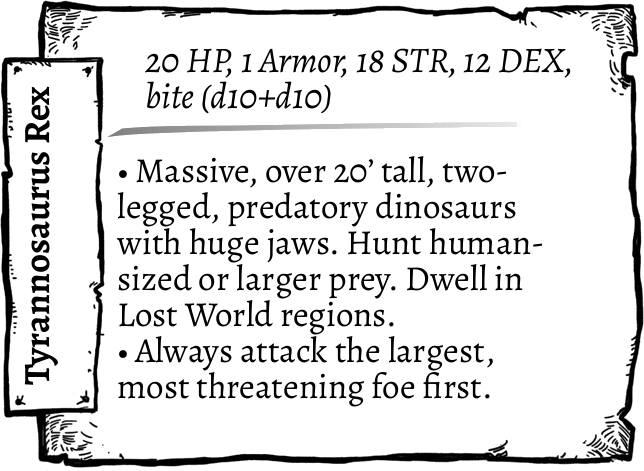 Tyrannosaurus Rex
20 HP, 1 Armor, 18 STR, 12 DEX,
bite (d10+d10)
• Massive, over 20’ tall, two-
legged, predatory dinosaurs
with huge jaws. Hunt human-
sized or larger prey. Dwell in
Lost World regions.
• Always attack the largest,
most threatening foe first.